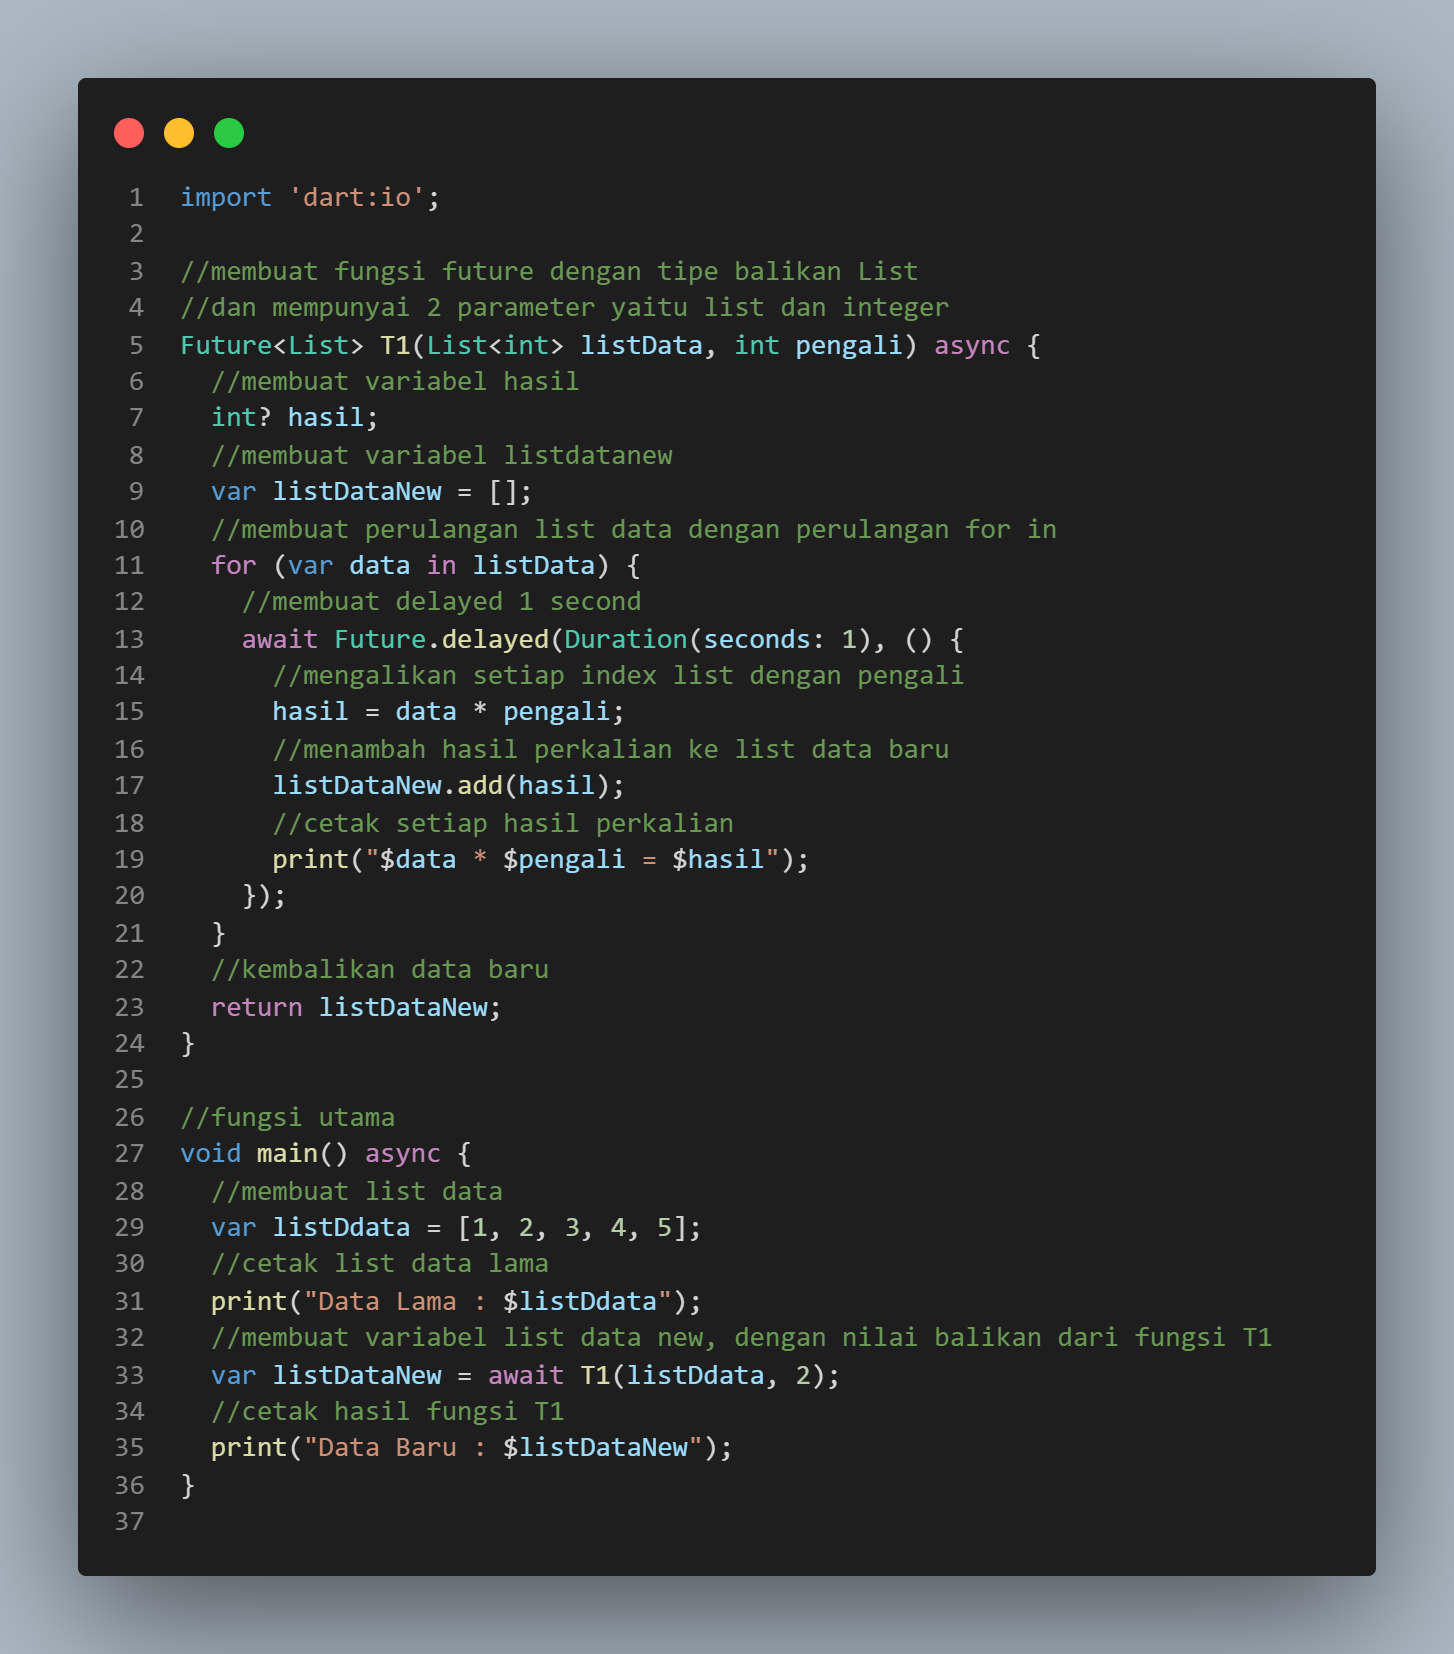 1 import 'dart:io';
2
3 //membuat fungsi future dengan tipe balikan List
4 //dan mempunyai 2 parameter yaitu list dan integer
5 Future<List> T1(List<int> listData, int pengali) async {
6   //membuat variabel hasil
7   int? hasil;
8   //membuat variabel listdatanew
9   var listDataNew = [];
10   //membuat perulangan list data dengan perulangan for in
11   for (var data in listData) {
12     //membuat delayed 1 second
13     await Future.delayed(Duration(seconds: 1), () {
14       //mengalikan setiap index list dengan pengali
15       hasil = data * pengali;
16       //menambah hasil perkalian ke list data baru
17       listDataNew.add(hasil);
18       //cetak setiap hasil perkalian
19       print("$data * $pengali = $hasil");
20     });
21   }
22   //kembalikan data baru
23   return listDataNew;
24 }
25
26 //fungsi utama
27 void main() async {
28   //membuat list data
29   var listDdata = [1, 2, 3, 4, 5];
30   //cetak list data lama
31   print("Data Lama : $listDdata");
32   //membuat variabel list data new, dengan nilai balikan dari fungsi T1
33   var listDataNew = await T1(listDdata, 2);
34   //cetak hasil fungsi T1
35   print("Data Baru : $listDataNew");
36 }
37